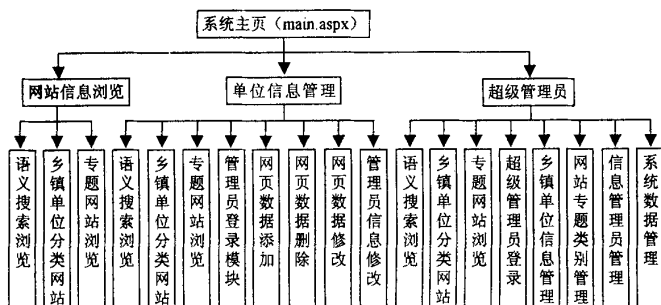 系统主页（main.aspx）
网站信息浏览
单位信息管理
超级管理员
语义搜索浏览
乡镇单位分类网站
专题网站浏览
语义搜索浏览
乡镇单位分类网站
专题网站浏览
管理员登录模块
网页数据添加
网页数据删除
网页数据修改
管理员信息修改
语义搜索浏览
乡镇单位分类网站
专题网站浏览
超级管理员登录
乡镇单位信息管理
网站专题类别管理
信息管理员管理
系统数据管理